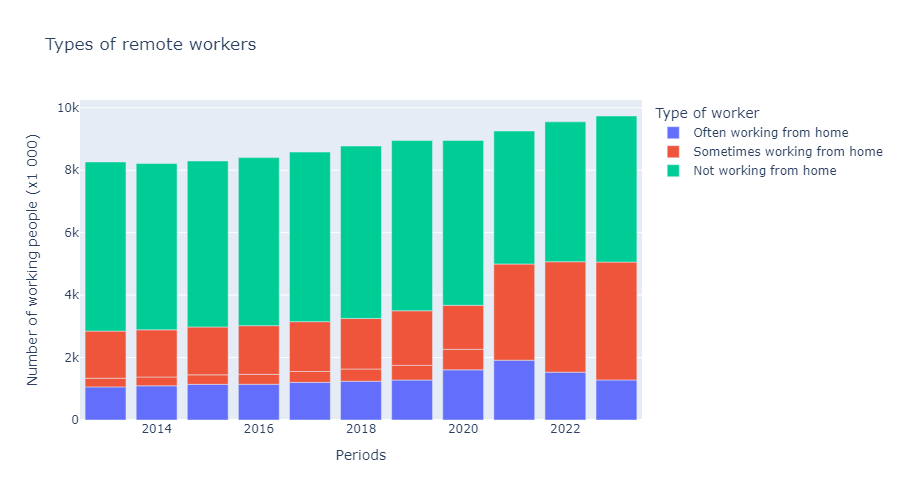 Types of remote workers
Number of working people (x1 000)
10k
8k
6k
4k
2k
0
2014
2016
2018
2020
2022
Periods
Type of worker
Often working from home
Sometimes working from home
Not working from home